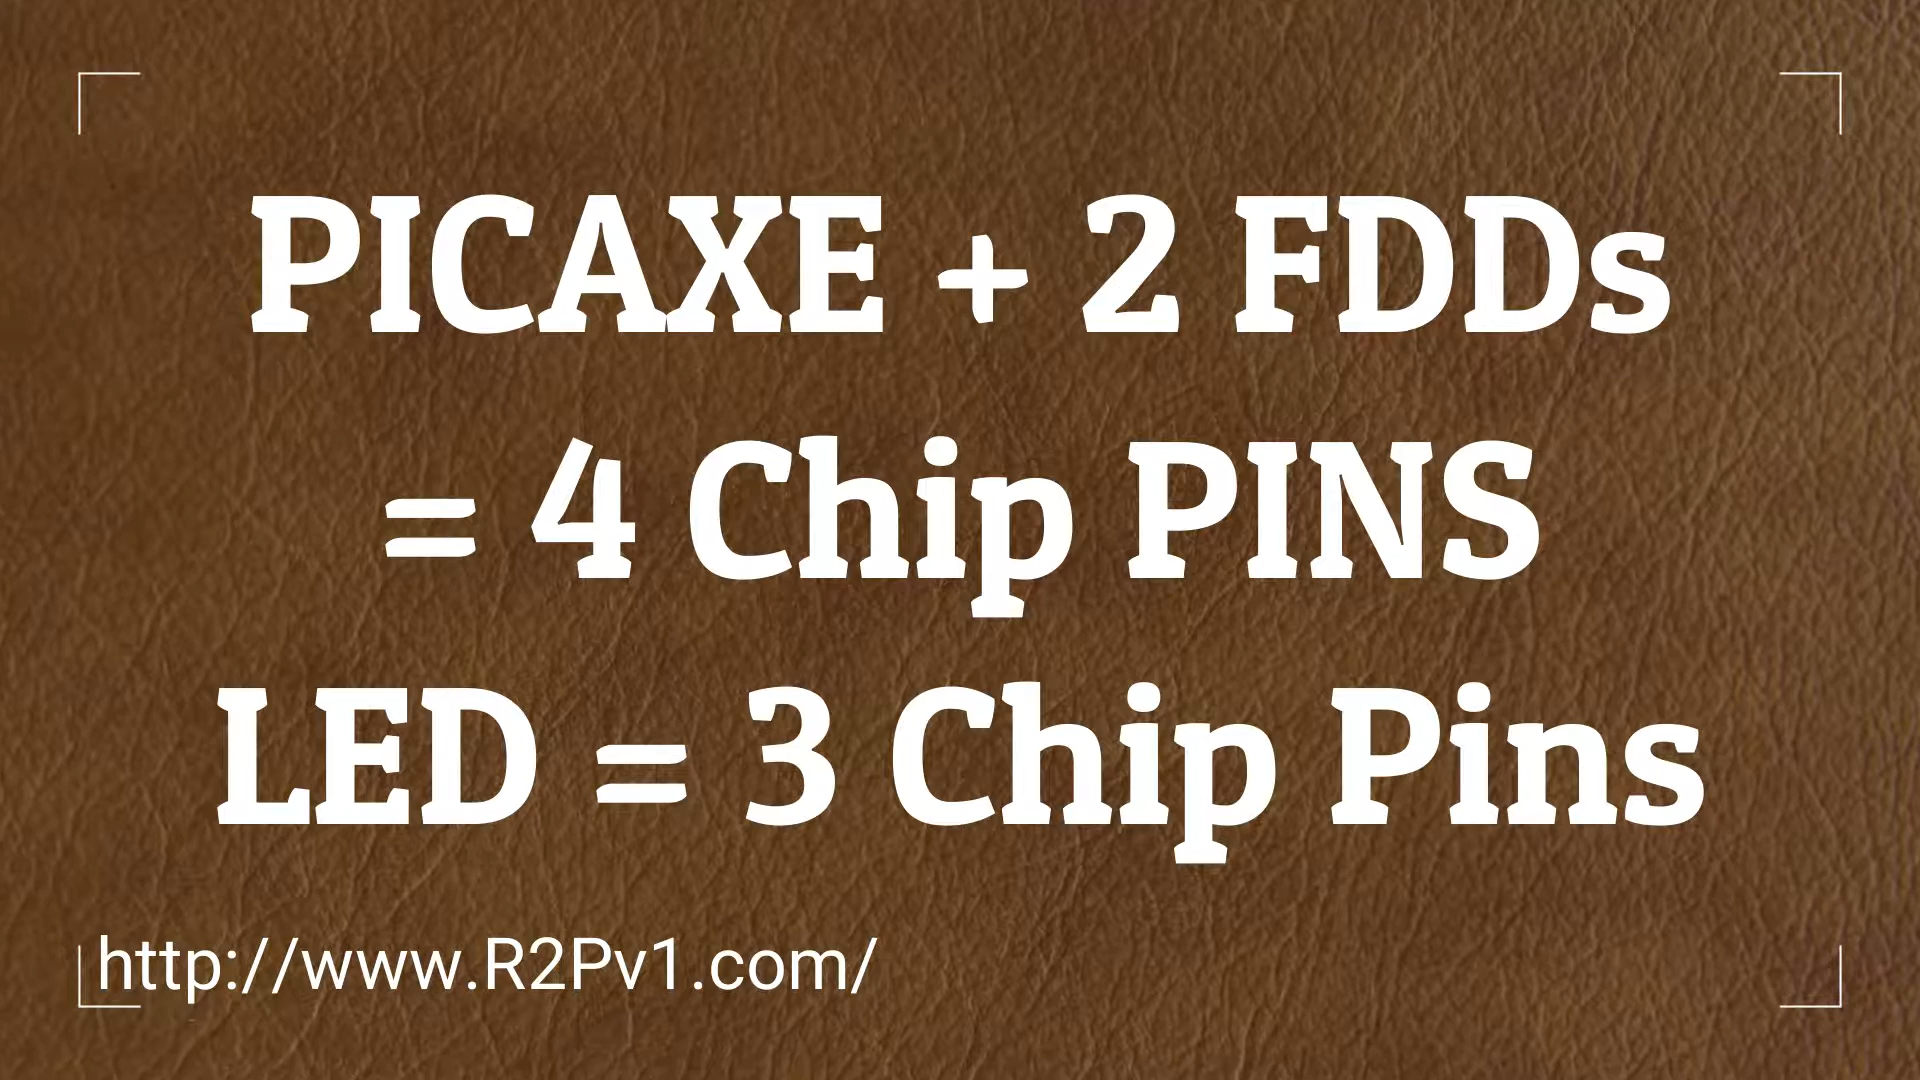 PICAXE + 2 FDDs
= 4 Chip PINS
LED = 3 Chip Pins
http://www.R2Pv1.com/